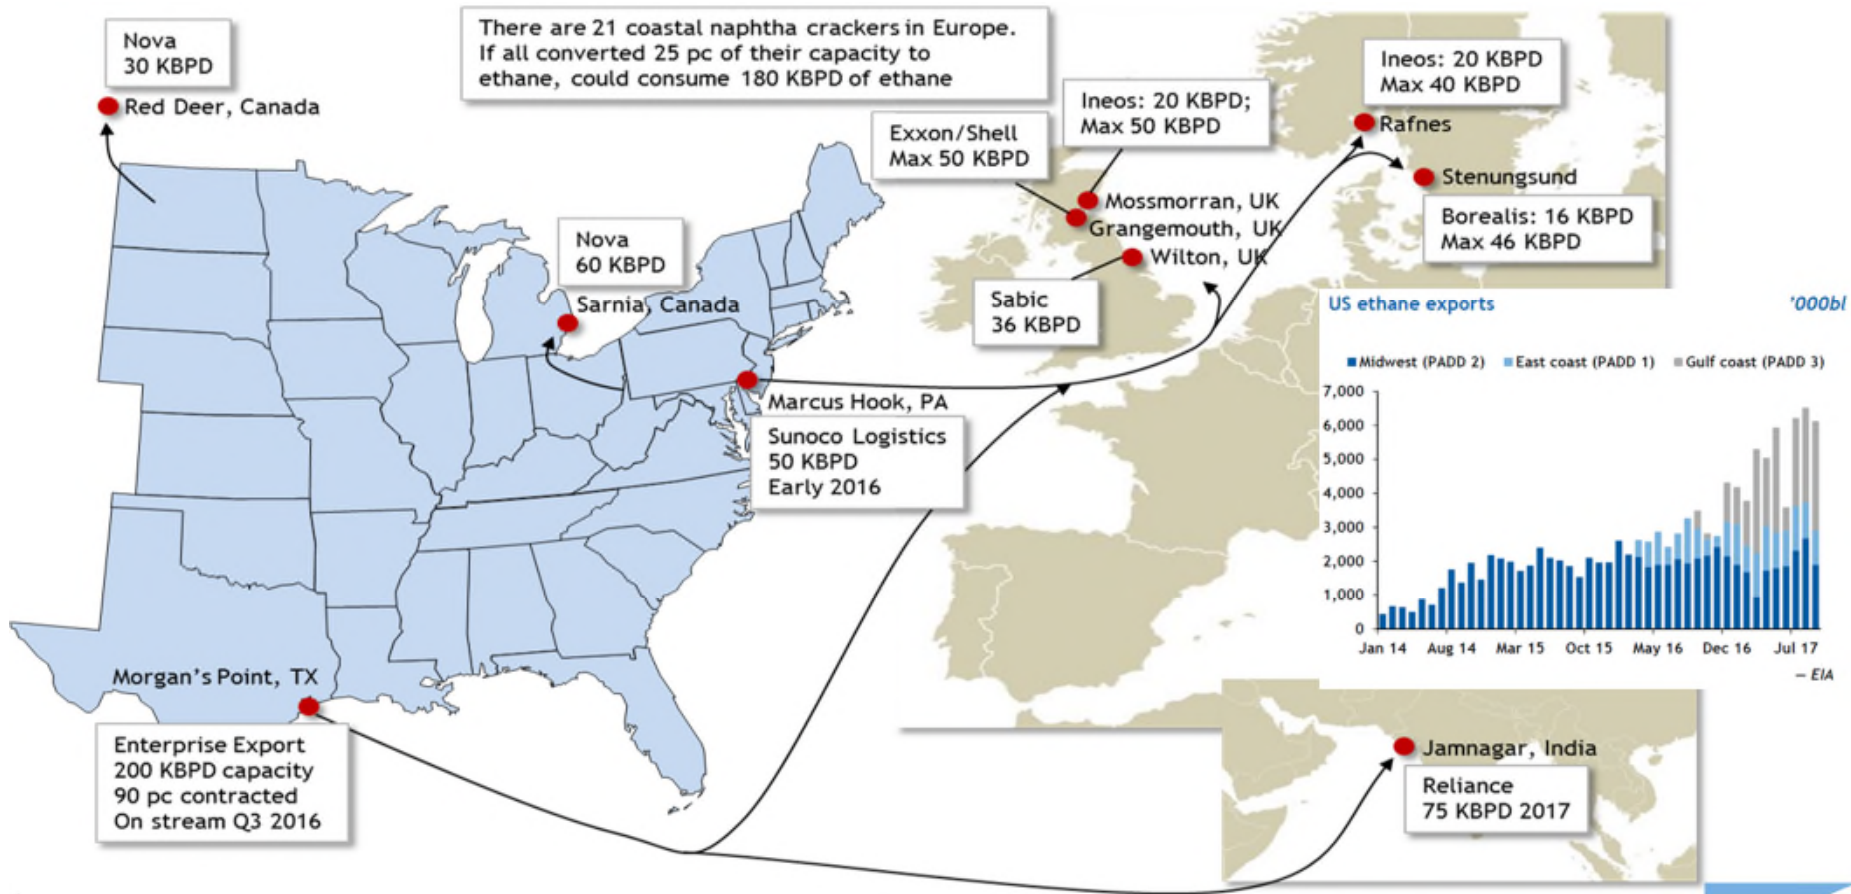 There are 21 coastal naphtha crackers in Europe.
If all converted 25 pc of their capacity to
ethane, could consume 180 KBPD of ethane
Nova
30 KBPD
Red Deer, Canada
Nova
60 KBPD
Sarnia, Canada
Marcus Hook, PA
Sunoco Logistics
50 KBPD
Early 2016
Morgan's Point, TX
Enterprise Export
200 KBPD capacity
90 pc contracted
On stream Q3 2016
Exxon/Shell
Max 50 KBPD
Ineos: 20 KBPD;
Max 50 KBPD
Mossmorran, UK
Grangemouth, UK
Wilton, UK
Sabic
36 KBPD
Ineos: 20 KBPD
Max 40 KBPD
Rafnes
Stenungsund
Borealis: 16 KBPD
Max 46 KBPD
US ethane exports '000bl
Midwest (PADD 2) East coast (PADD 1) Gulf coast (PADD 3)
7,000
6,000
5,000
4,000
3,000
2,000
1,000
0
Jan 14 Aug 14 Mar 15 Oct 15 May 16 Dec 16 Jul 17
— EIA
Jamnagar, India
Reliance
75 KBPD 2017